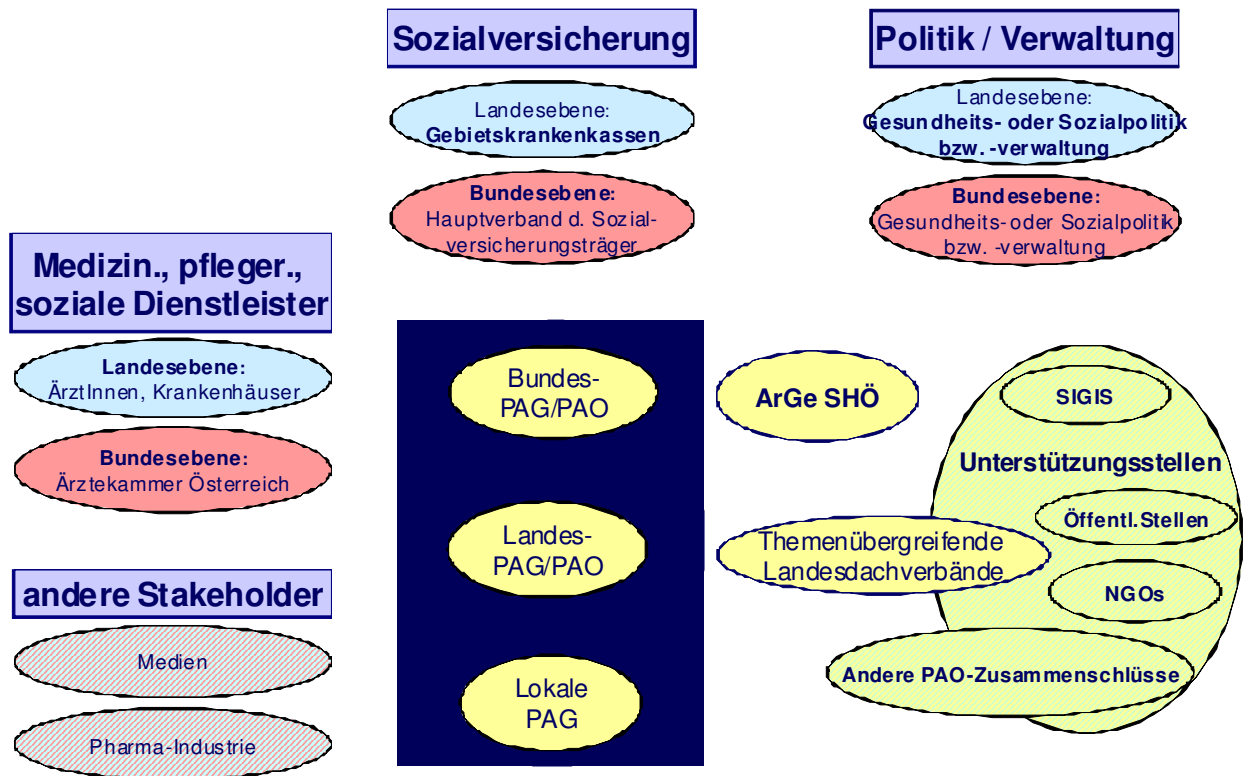 Sozialversicherung
Landesebene:
Gebietskrankenkassen
Bundesebene:
Hauptverband d. Sozial-
versicherungsträger
Politik / Verwaltung
Landesebene:
Gesundheits- oder Sozialpolitik
bzw. -verwaltung
Bundesebene:
Gesundheits- oder Sozialpolitik
bzw. -verwaltung
Medizin., pfleger.,
soziale Dienstleister
Landesebene:
ÄrztInnen, Krankenhäuser
Bundesebene:
Ärztekammer Österreich
andere Stakeholder
Medien
Pharma-Industrie
Bundes-
PAG/PAO
Landes-
PAG/PAO
Lokale
PAG
ArGe SHÖ
Themenübergreifende
Landesdachverbände
SIGIS
Unterstützungsstellen
Öffentl.Stellen
NGOs
Andere PAO-Zusammenschlüsse